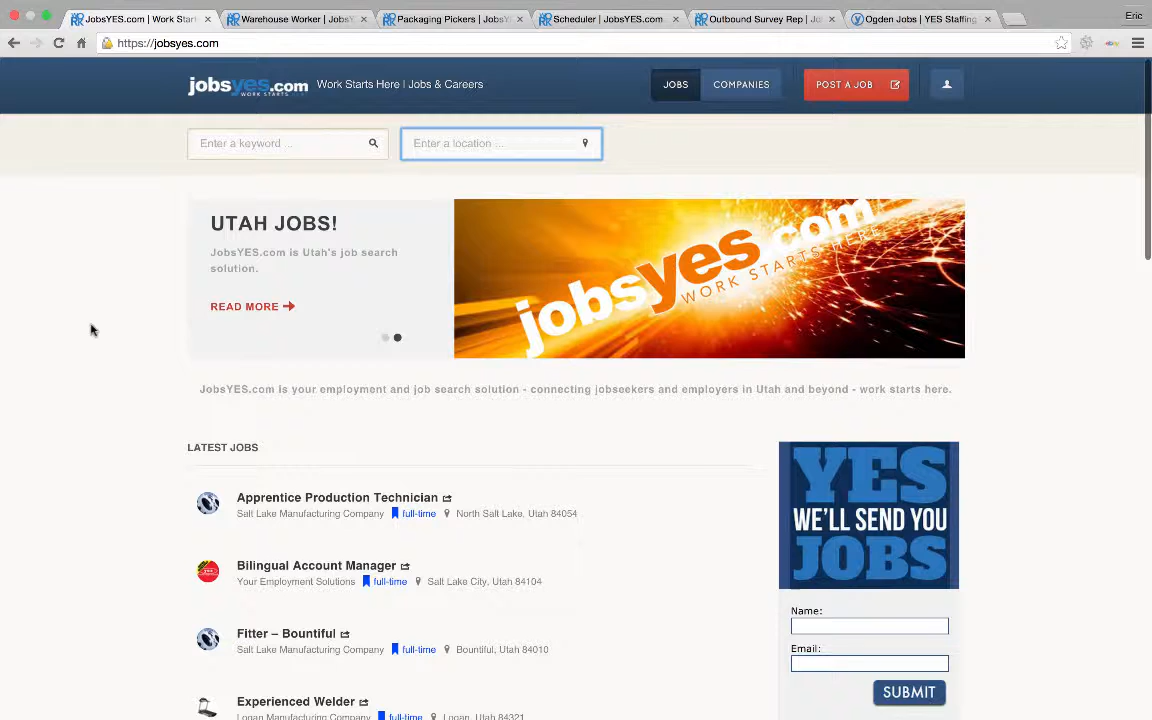 JobsYES.com | Work Start
Warehouse Worker | JobsY
Packaging Pickers | JobsY
Scheduler | JobsYES.com
Outbound Survey Rep | Jo
Ogden Jobs | YES Staffing
Eric
https://jobsyes.com
jobsyes.com
WORK STARTS
Work Starts Here | Jobs & Careers
JOBS
COMPANIES
POST A JOB
Enter a keyword ...
Enter a location ...
UTAH JOBS!
JobsYES.com is Utah's job search
solution.
READ MORE
jobsyes.com
WORK STARTS HERE
JobsYES.com is your employment and job search solution - connecting jobseekers and employers in Utah and beyond - work starts here.
LATEST JOBS
Apprentice Production Technician
Salt Lake Manufacturing Company full-time North Salt Lake, Utah 84054
Bilingual Account Manager
Your Employment Solutions full-time Salt Lake City, Utah 84104
Fitter – Bountiful
Salt Lake Manufacturing Company full-time Bountiful, Utah 84010
Experienced Welder
Logan Manufacturing Company full-time Logan, Utah 84321
YES
WE'LL SEND YOU
JOBS
Name:
Email:
SUBMIT